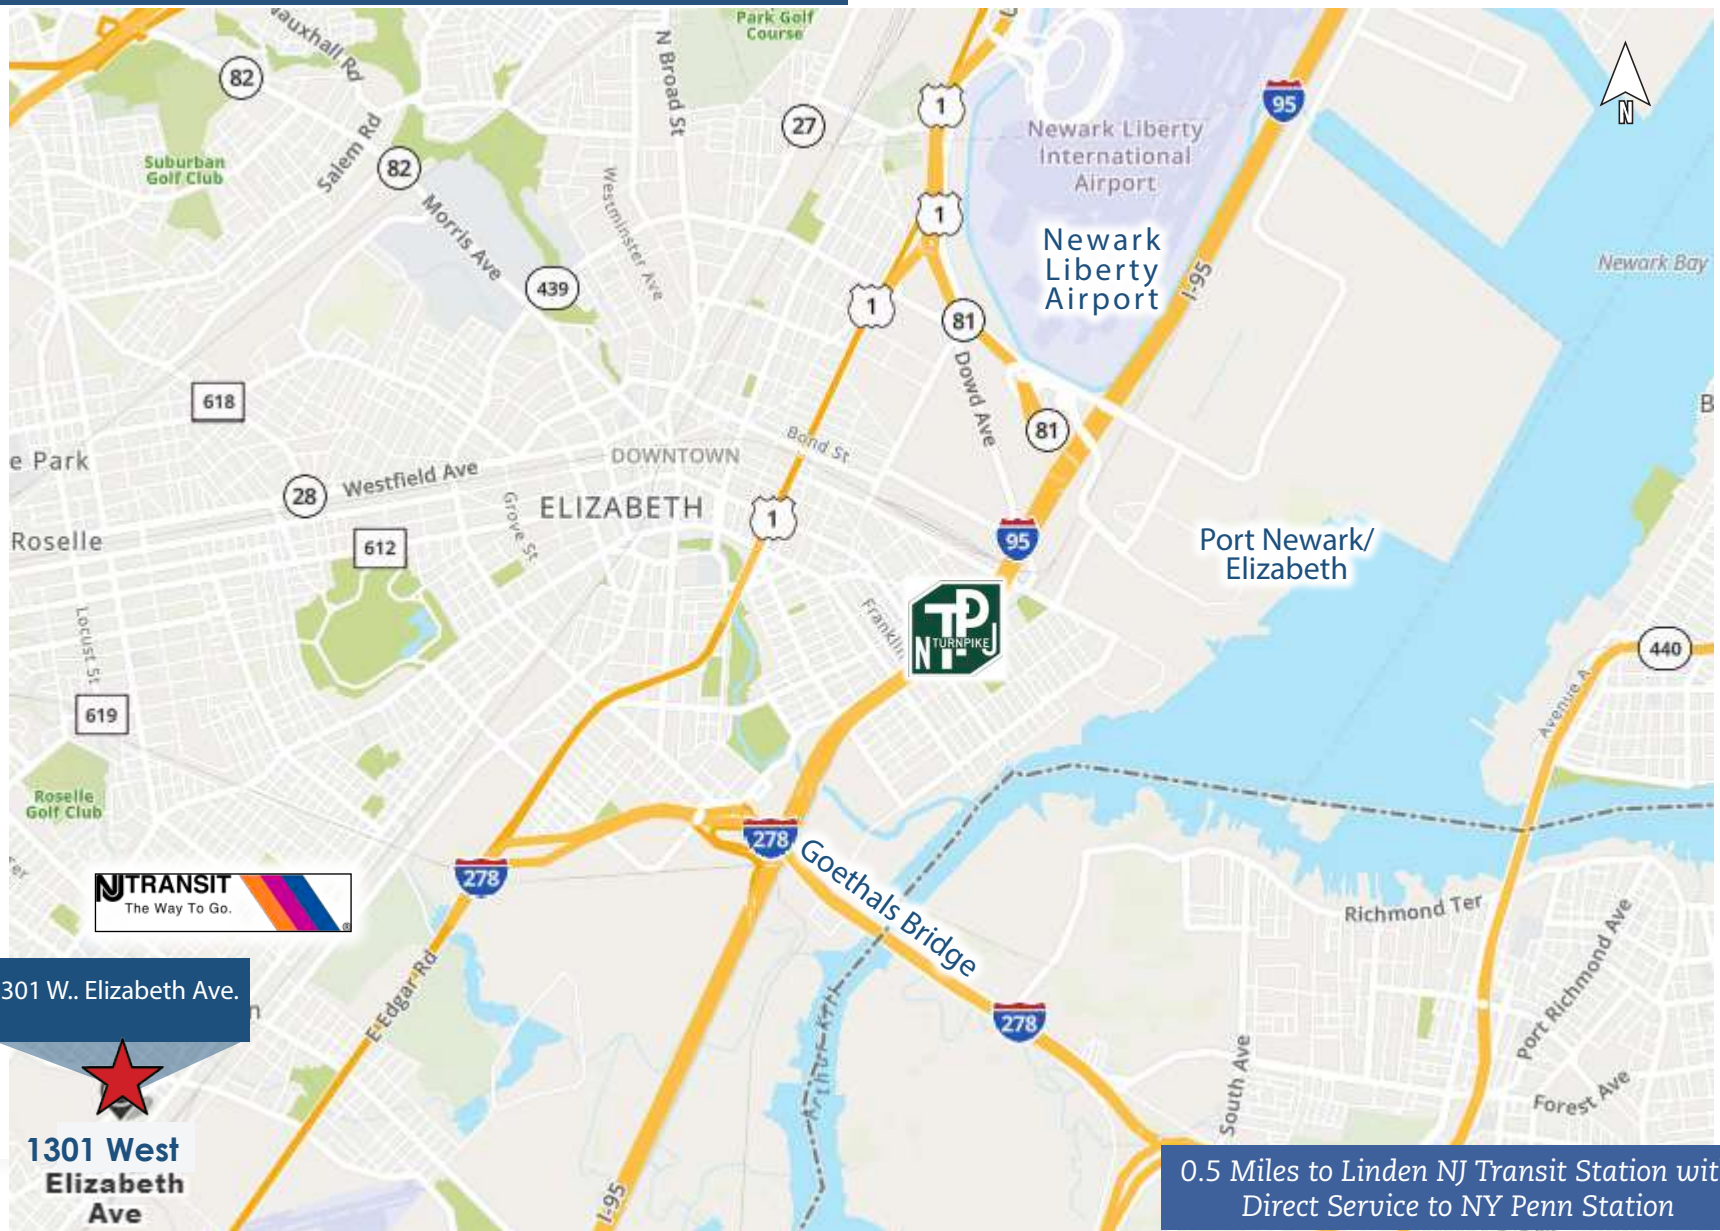 Park Golf
Course
Vauxhall Rd
82
N Broad St
1
27
95
N
Newark Liberty
International
Airport
Suburban
Golf Club
Salem Rd
82
Morris Ave
Westminster Ave
1
Newark
Liberty
Airport
Newark Bay
I-95
439
1
81
Dowd Ave
618
81
B
Bond St
DOWNTOWN
e Park
28
Westfield Ave
Grove St
ELIZABETH
1
95
Port Newark/
Elizabeth
Roselle
612
Locust St
Franklin
TP
NJ
TURNPIKE
440
Avenue A
619
Roselle
Golf Club
278
278
Goethals Bridge
er
NJ TRANSIT
The Way To Go.
®
Richmond Ter
Port Richmond Ave
E Edgar Rd
301 W.. Elizabeth Ave.
n
278
South Ave
Forest Ave
1301 West
Elizabeth
Ave
I-95
0.5 Miles to Linden NJ Transit Station wit
Direct Service to NY Penn Station